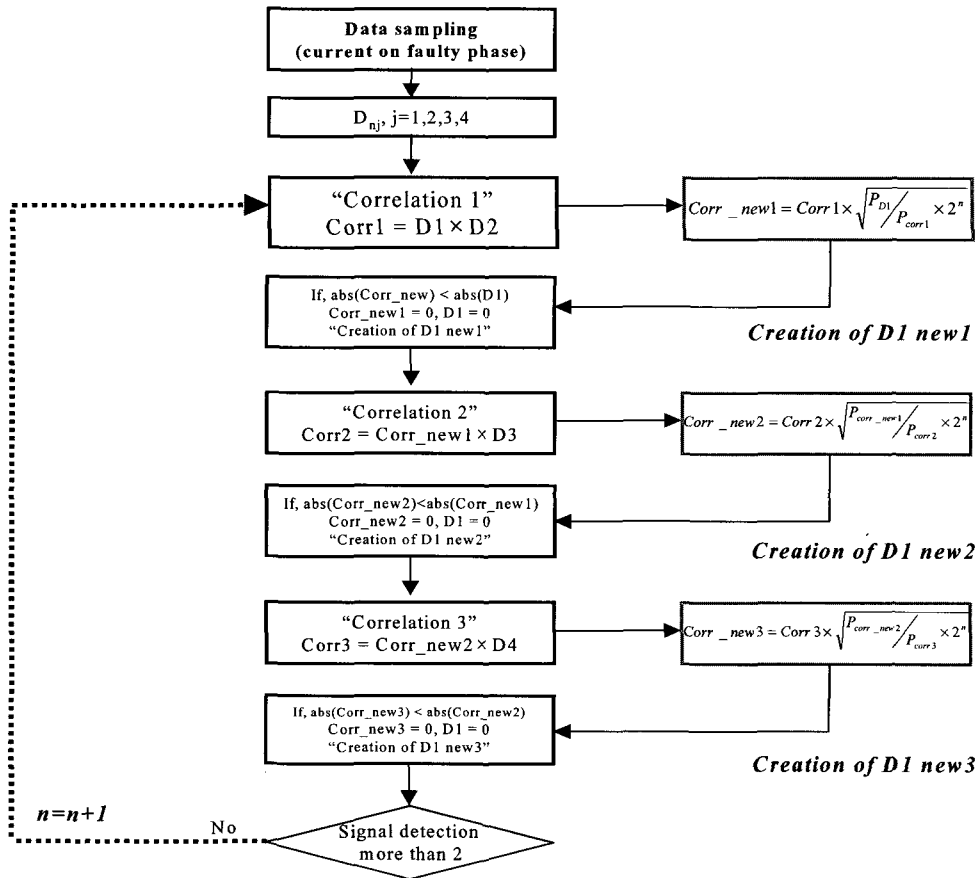 Data sampling
(current on faulty phase)
D_nj, j=1,2,3,4
“Correlation 1”
Corr1 = D1 × D2
Corr_new1 = Corr1 × √(P_D1/P_corr1 × 2^n)
If, abs(Corr_new) < abs(D1)
Corr_new1 = 0, D1 = 0
“Creation of D1 new1”
Creation of D1 new1
“Correlation 2”
Corr2 = Corr_new1 × D3
Corr_new2 = Corr2 × √(P_corr_new1/P_corr2 × 2^n)
If, abs(Corr_new2)<abs(Corr_new1)
Corr_new2 = 0, D1 = 0
“Creation of D1 new2”
Creation of D1 new2
“Correlation 3”
Corr3 = Corr_new2 × D4
Corr_new3 = Corr3 × √(P_corr_new2/P_corr3 × 2^n)
If, abs(Corr_new3) < abs(Corr_new2)
Corr_new3 = 0, D1 = 0
“Creation of D1 new3”
Creation of D1 new3
n=n+1
No
Signal detection
more than 2